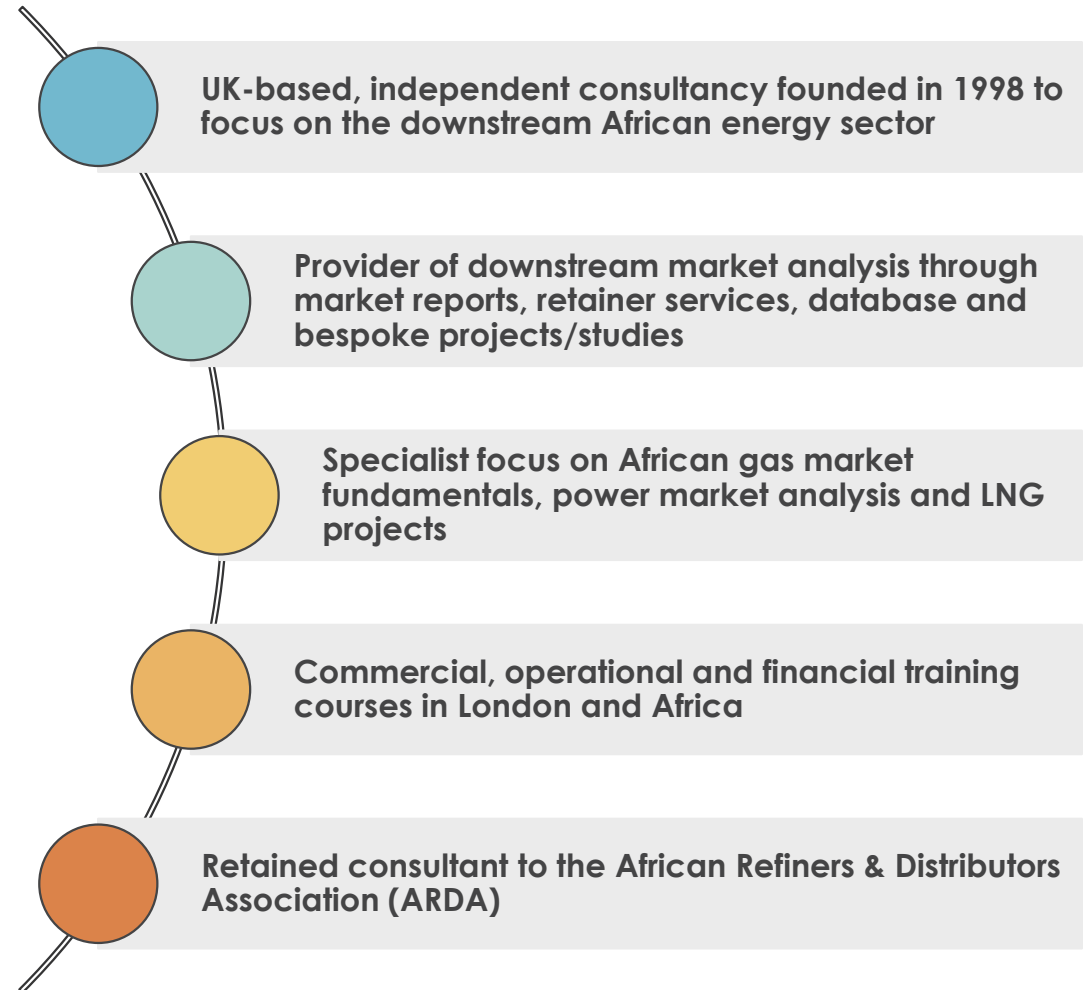 UK-based, independent consultancy founded in 1998 to
focus on the downstream African energy sector
Provider of downstream market analysis through
market reports, retainer services, database and
bespoke projects/studies
Specialist focus on African gas market
fundamentals, power market analysis and LNG
projects
Commercial, operational and financial training
courses in London and Africa
Retained consultant to the African Refiners & Distributors
Association (ARDA)